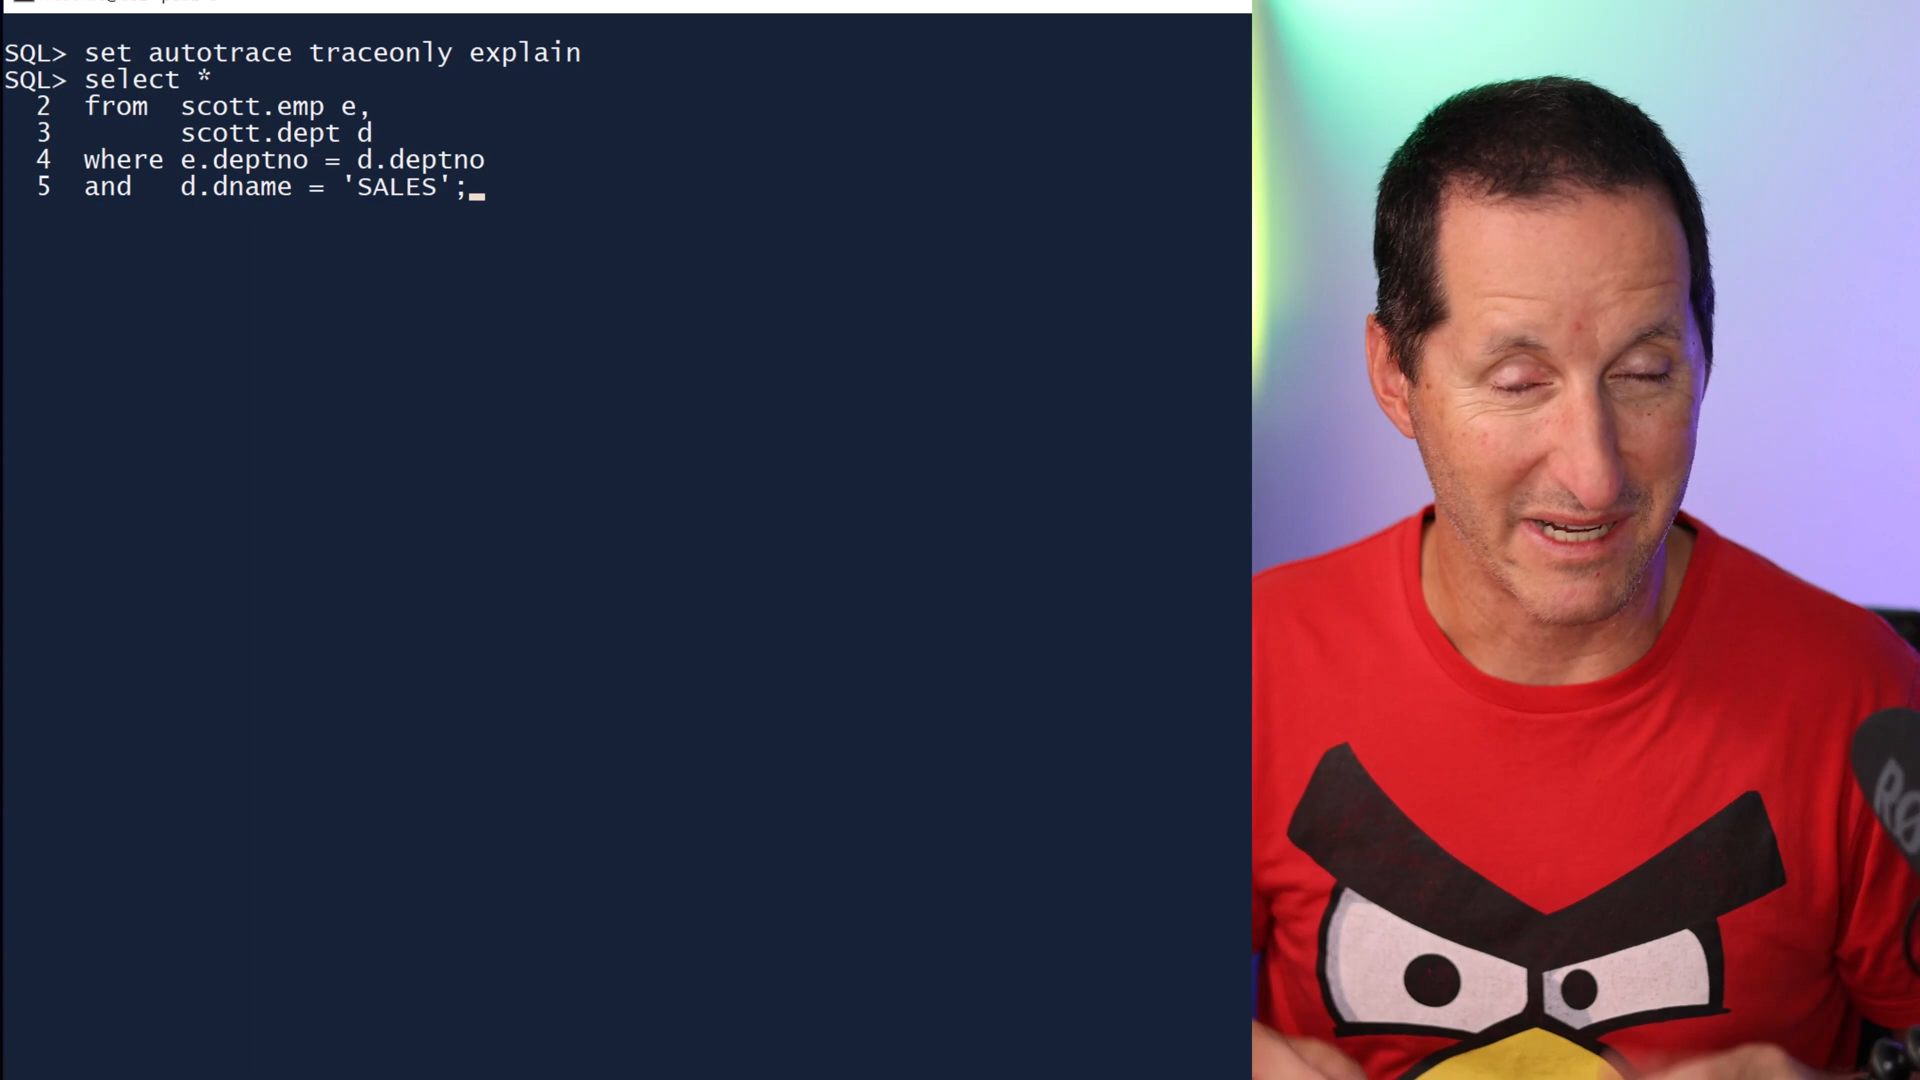 SQL> set autotrace traceonly explain
SQL> select *
  2  from  scott.emp e,
  3        scott.dept d
  4  where e.deptno = d.deptno
  5  and   d.dname = 'SALES';